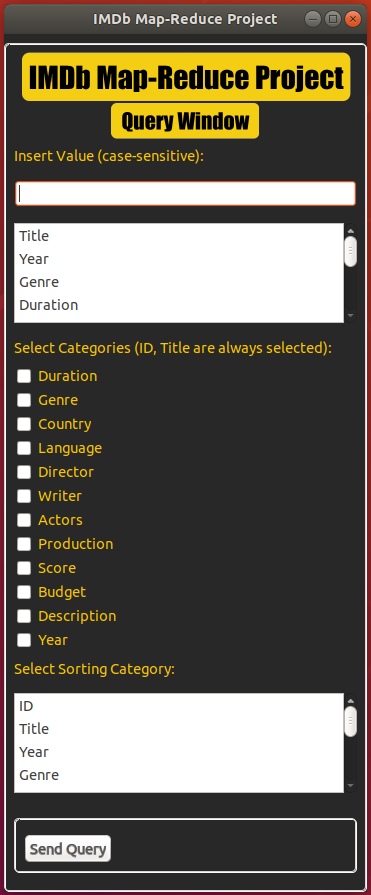 IMDb Map-Reduce Project
IMDb Map-Reduce Project
Query Window
Insert Value (case-sensitive):
Title
Year
Genre
Duration
Select Categories (ID, Title are always selected):
Duration
Genre
Country
Language
Director
Writer
Actors
Production
Score
Budget
Description
Year
Select Sorting Category:
ID
Title
Year
Genre
Send Query